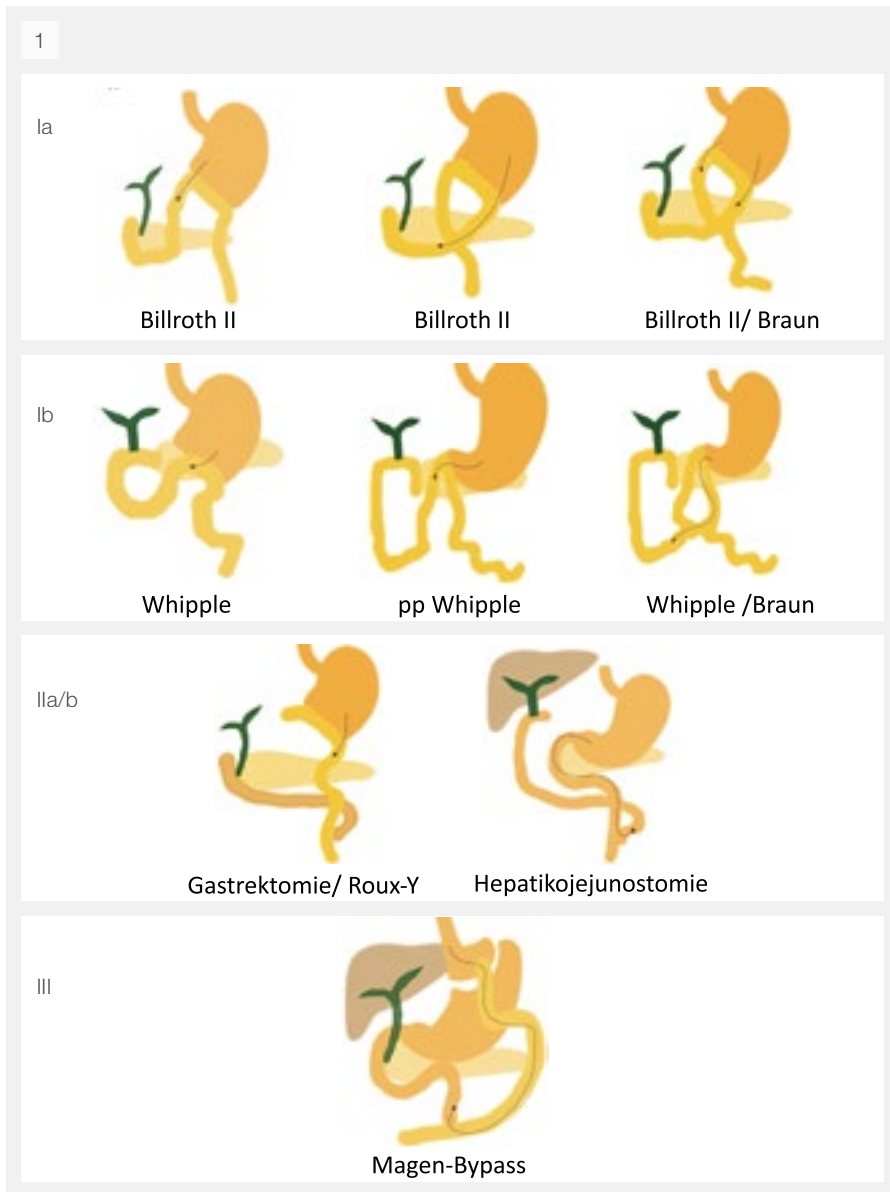 1
Ia
Billroth II
Billroth II
Billroth II/ Braun
Ib
Whipple
pp Whipple
Whipple /Braun
IIa/b
Gastrektomie/ Roux-Y
Hepatikojejunostomie
III
Magen-Bypass